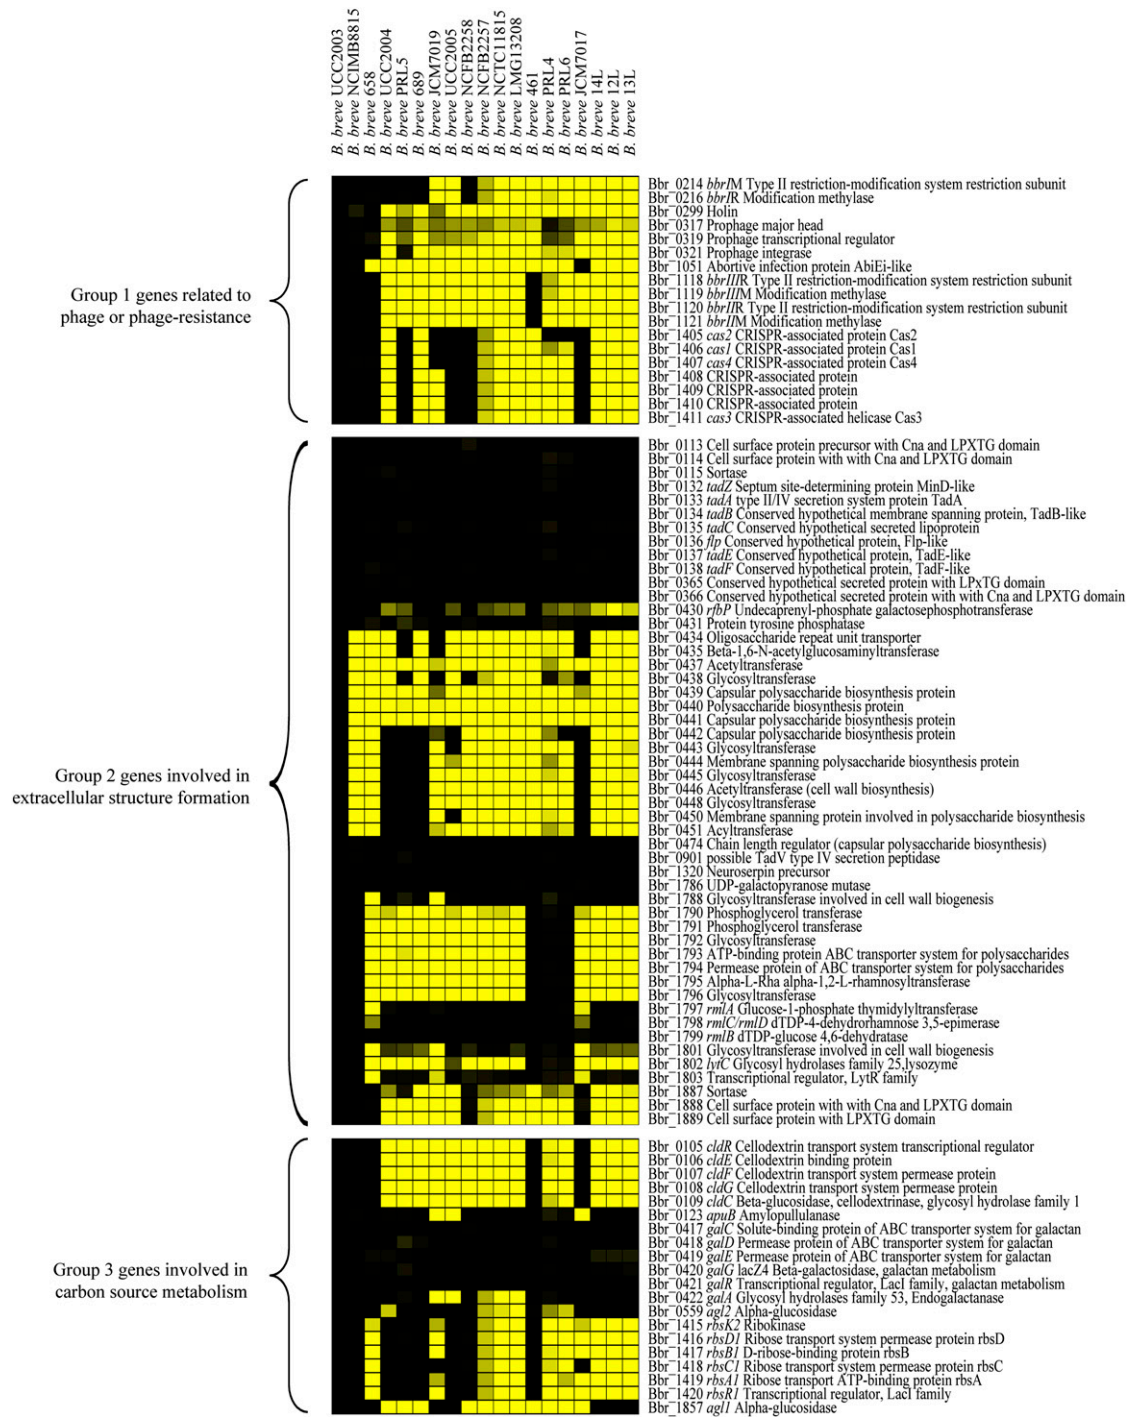 B. breve UCC2003
B. breve NCIMB8815
B. breve 658
B. breve UCC2004
B. breve PRL5
B. breve 689
B. breve JCM7019
B. breve UCC2005
B. breve NCFB2258
B. breve NCFB2257
B. breve NCTC11815
B. breve LMG13208
B. breve 461
B. breve PRL4
B. breve PRL6
B. breve JCM7017
B. breve 14L
B. breve 12L
B. breve 13L
Group 1 genes related to
phage or phage-resistance
Bbr_0214 bbrIM Type II restriction-modification system restriction subunit
Bbr_0216 bbrIR Modification methylase
Bbr_0299 Holin
Bbr_0317 Prophage major head
Bbr_0319 Prophage transcriptional regulator
Bbr_0321 Prophage integrase
Bbr_1051 Abortive infection protein AbiEi-like
Bbr_1118 bbrIIIR Type II restriction-modification system restriction subunit
Bbr_1119 bbrIIIM Modification methylase
Bbr_1120 bbrIIR Type II restriction-modification system restriction subunit
Bbr_1121 bbrIIM Modification methylase
Bbr_1405 cas2 CRISPR-associated protein Cas2
Bbr_1406 cas1 CRISPR-associated protein Cas1
Bbr_1407 cas4 CRISPR-associated protein Cas4
Bbr_1408 CRISPR-associated protein
Bbr_1409 CRISPR-associated protein
Bbr_1410 CRISPR-associated protein
Bbr_1411 cas3 CRISPR-associated helicase Cas3
Group 2 genes involved in
extracellular structure formation
Bbr_0113 Cell surface protein precursor with Cna and LPXTG domain
Bbr_0114 Cell surface protein with with Cna and LPXTG domain
Bbr_0115 Sortase
Bbr_0132 tadZ Septum site-determining protein MinD-like
Bbr_0133 tadA type II/IV secretion system protein TadA
Bbr_0134 tadB Conserved hypothetical membrane spanning protein, TadB-like
Bbr_0135 tadC Conserved hypothetical secreted lipoprotein
Bbr_0136 flp Conserved hypothetical protein, Flp-like
Bbr_0137 tadE Conserved hypothetical protein, TadE-like
Bbr_0138 tadF Conserved hypothetical protein, TadF-like
Bbr_0365 Conserved hypothetical secreted protein with LPxTG domain
Bbr_0366 Conserved hypothetical secreted protein with with Cna and LPXTG domain
Bbr_0430 rfbP Undecaprenyl-phosphate galactosephosphotransferase
Bbr_0431 Protein tyrosine phosphatase
Bbr_0434 Oligosaccharide repeat unit transporter
Bbr_0435 Beta-1,6-N-acetylglucosaminyltransferase
Bbr_0437 Acetyltransferase
Bbr_0438 Glycosyltransferase
Bbr_0439 Capsular polysaccharide biosynthesis protein
Bbr_0440 Polysaccharide biosynthesis protein
Bbr_0441 Capsular polysaccharide biosynthesis protein
Bbr_0442 Capsular polysaccharide biosynthesis protein
Bbr_0443 Glycosyltransferase
Bbr_0444 Membrane spanning polysaccharide biosynthesis protein
Bbr_0445 Glycosyltransferase
Bbr_0446 Acetyltransferase (cell wall biosynthesis)
Bbr_0448 Glycosyltransferase
Bbr_0450 Membrane spanning protein involved in polysaccharide biosynthesis
Bbr_0451 Acyltransferase
Bbr_0474 Chain length regulator (capsular polysaccharide biosynthesis)
Bbr_0901 possible TadV type IV secretion peptidase
Bbr_1320 Neuroserpin precursor
Bbr_1786 UDP-galactopyranose mutase
Bbr_1788 Glycosyltransferase involved in cell wall biogenesis
Bbr_1790 Phosphoglycerol transferase
Bbr_1791 Phosphoglycerol transferase
Bbr_1792 Glycosyltransferase
Bbr_1793 ATP-binding protein ABC transporter system for polysaccharides
Bbr_1794 Permease protein of ABC transporter system for polysaccharides
Bbr_1795 Alpha-L-Rha alpha-1,2-L-rhamnosyltransferase
Bbr_1796 Glycosyltransferase
Bbr_1797 rmlA Glucose-1-phosphate thymidylyltransferase
Bbr_1798 rmlC/rmlD dTDP-4-dehydrorhamnose 3,5-epimerase
Bbr_1799 rmlB dTDP-glucose 4,6-dehydratase
Bbr_1801 Glycosyltransferase involved in cell wall biogenesis
Bbr_1802 lytC Glycosyl hydrolases family 25,lysozyme
Bbr_1803 Transcriptional regulator, LytR family
Bbr_1887 Sortase
Bbr_1888 Cell surface protein with with Cna and LPXTG domain
Bbr_1889 Cell surface protein with LPXTG domain
Group 3 genes involved in
carbon source metabolism
Bbr_0105 cldR Cellodextrin transport system transcriptional regulator
Bbr_0106 cldE Cellodextrin binding protein
Bbr_0107 cldF Cellodextrin transport system permease protein
Bbr_0108 cldG Cellodextrin transport system permease protein
Bbr_0109 cldC Beta-glucosidase, cellodextrinase, glycosyl hydrolase family 1
Bbr_0123 apuB Amylopullulanase
Bbr_0417 galC Solute-binding protein of ABC transporter system for galactan
Bbr_0418 galD Permease protein of ABC transporter system for galactan
Bbr_0419 galE Permease protein of ABC transporter system for galactan
Bbr_0420 galG lacZ4 Beta-galactosidase, galactan metabolism
Bbr_0421 galR Transcriptional regulator, LacI family, galactan metabolism
Bbr_0422 galA Glycosyl hydrolases family 53, Endogalactanase
Bbr_0559 agl2 Alpha-glucosidase
Bbr_1415 rbsK2 Ribokinase
Bbr_1416 rbsD1 Ribose transport system permease protein rbsD
Bbr_1417 rbsB1 D-ribose-binding protein rbsB
Bbr_1418 rbsC1 Ribose transport system permease protein rbsC
Bbr_1419 rbsA1 Ribose transport ATP-binding protein rbsA
Bbr_1420 rbsR1 Transcriptional regulator, LacI family
Bbr_1857 agl1 Alpha-glucosidase